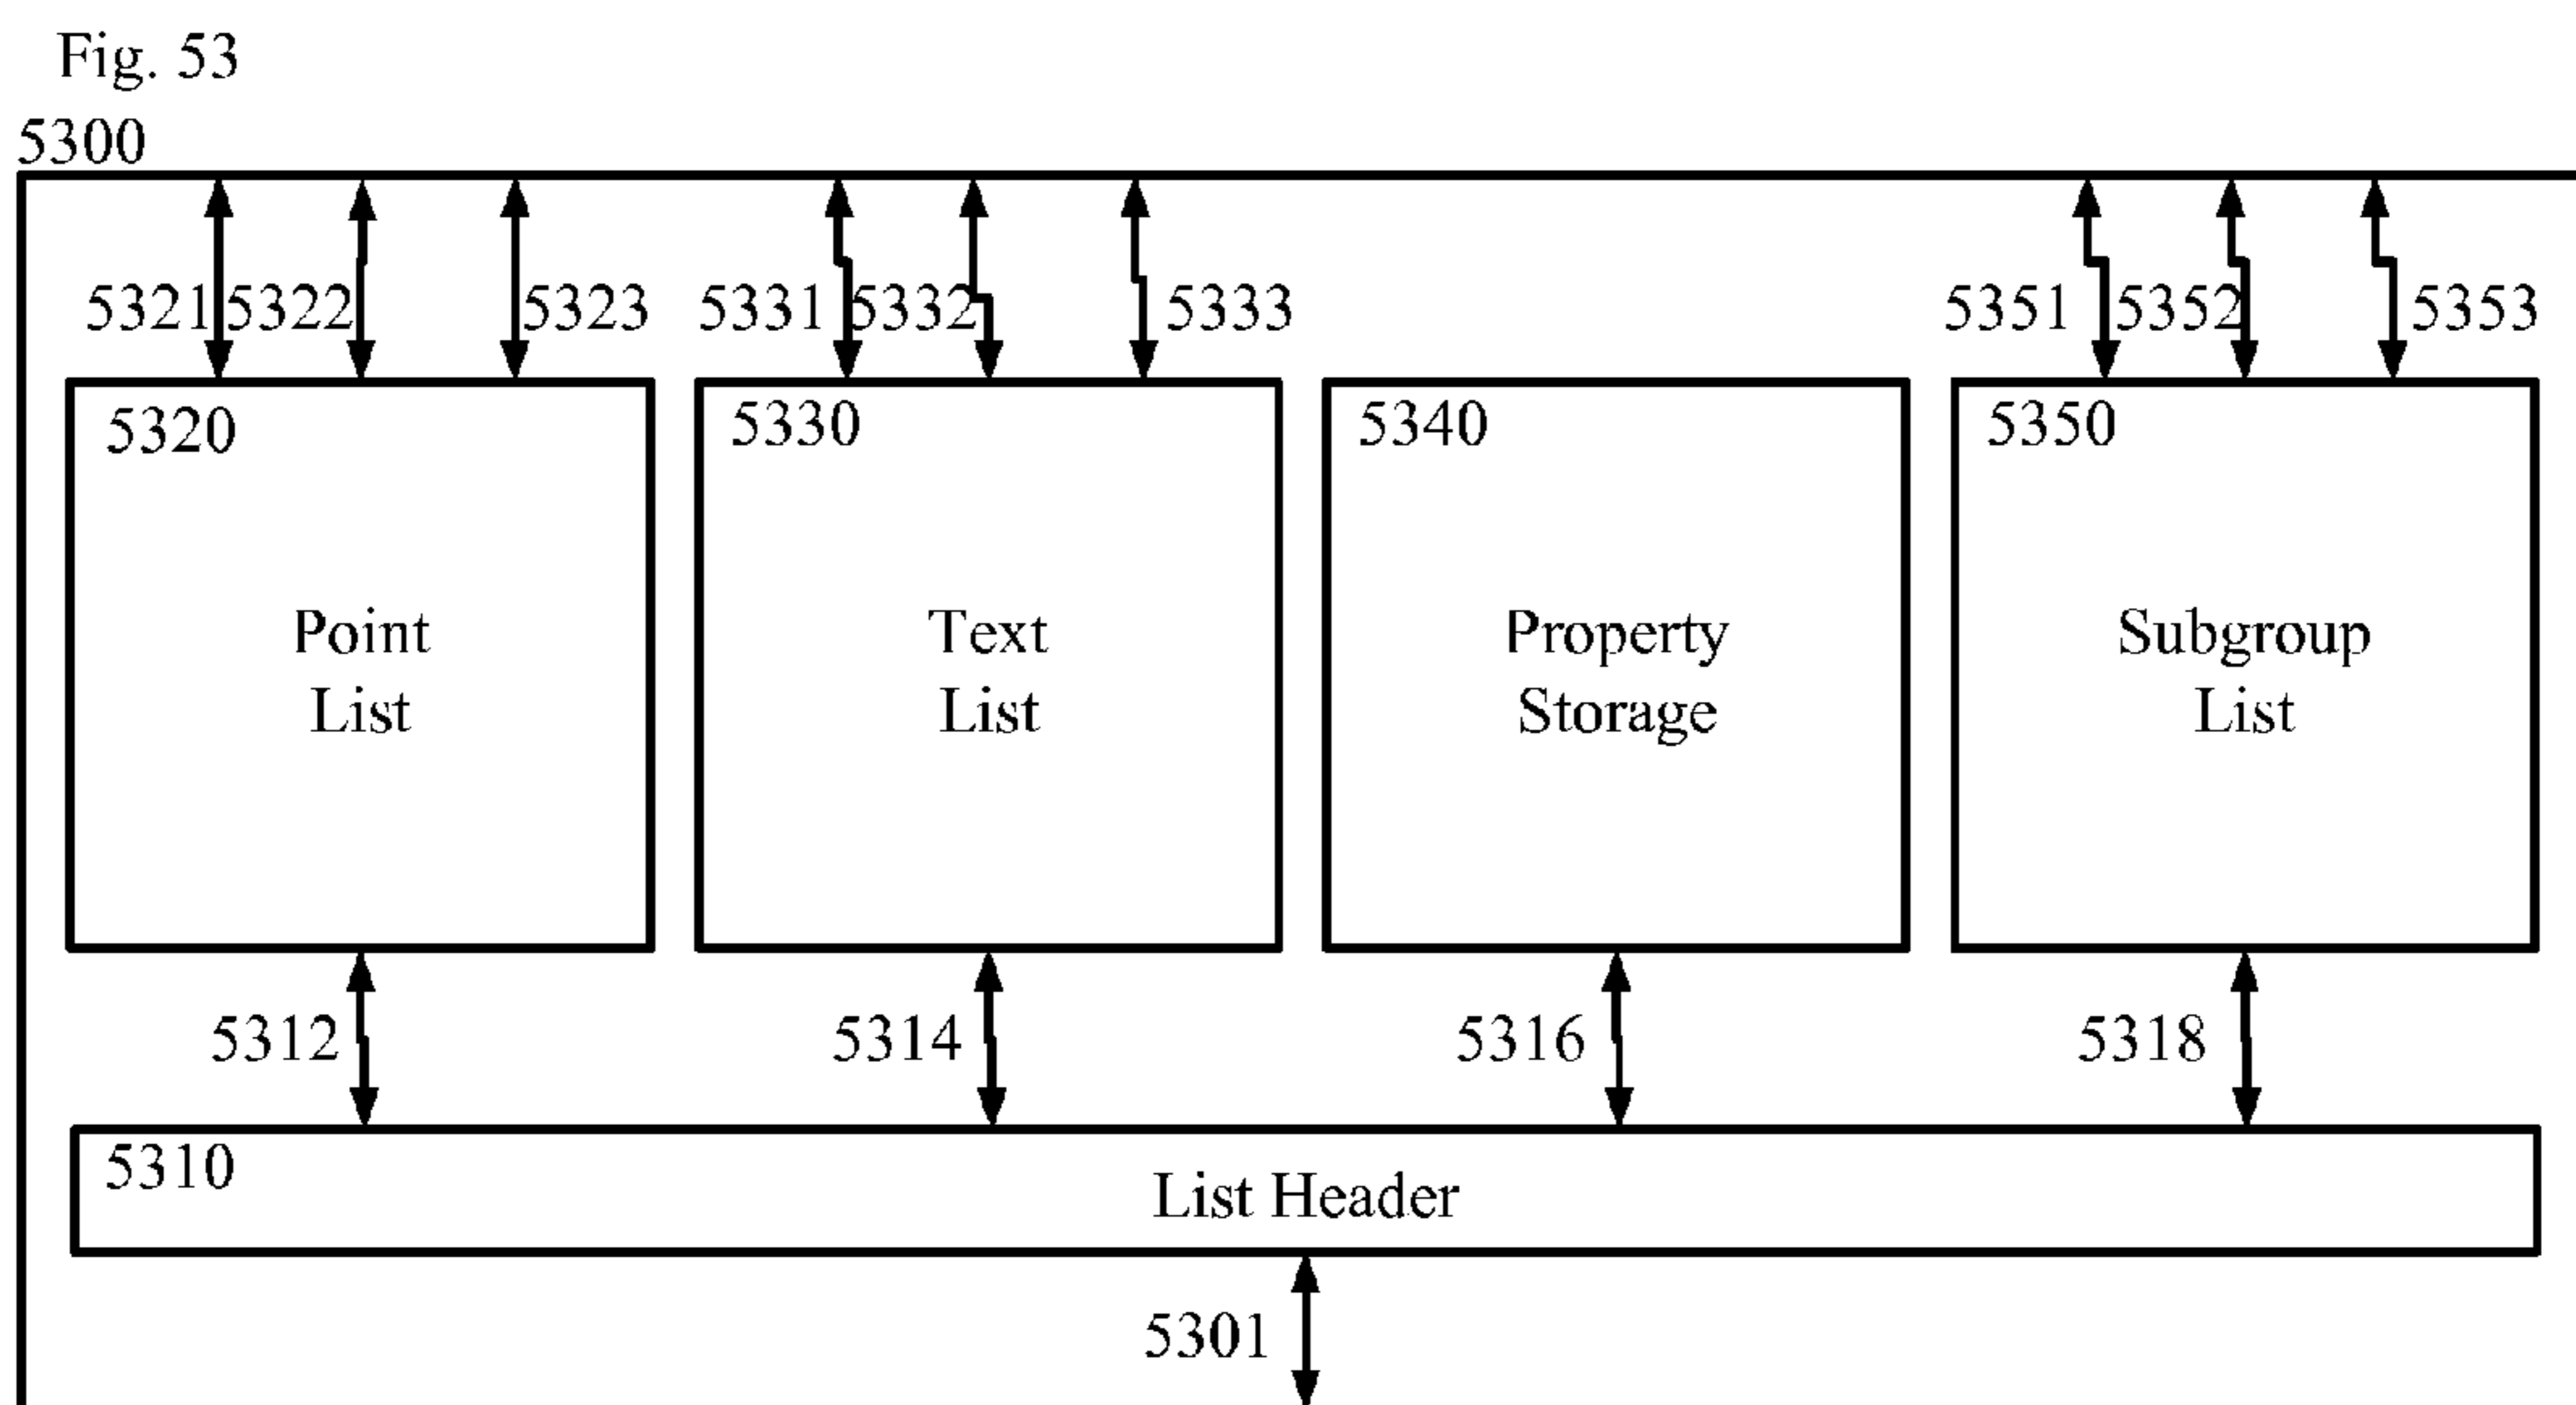 Fig. 53
5300
5321 5322 5323 5331 5332 5333 5351 5352 5353
5320 5330 5340 5350
Point Text Property Subgroup
List List Storage List
5312 5314 5316 5318
5310
List Header
5301